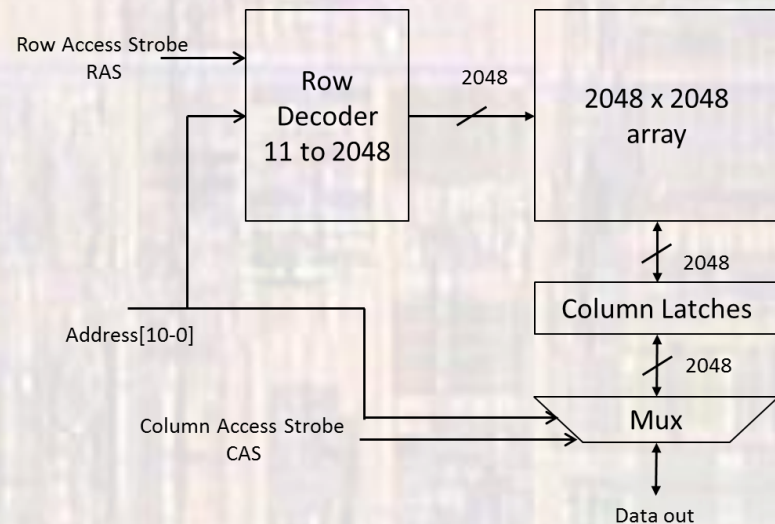 Row Access Strobe
RAS
Row
Decoder
11 to 2048
2048
2048 x 2048
array
2048
Column Latches
Address[10-0]
2048
Column Access Strobe
CAS
Mux
Data out